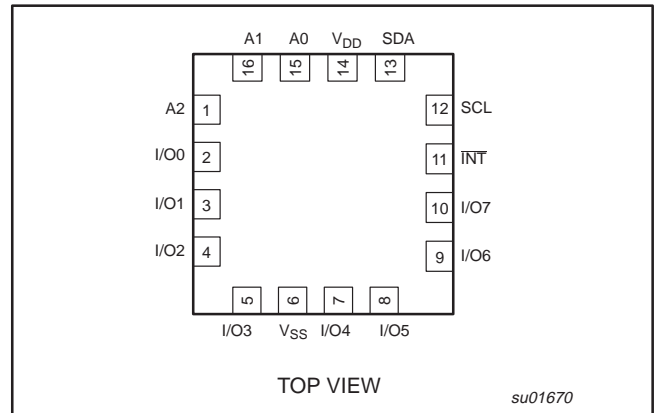 A1 A0 VDD SDA
16 15 14 13
A2 1 12 SCL
I/O0 2 11 INT
I/O1 3 10 I/O7
I/O2 4 9 I/O6
5 6 7 8
I/O3 VSS I/O4 I/O5
TOP VIEW
su01670